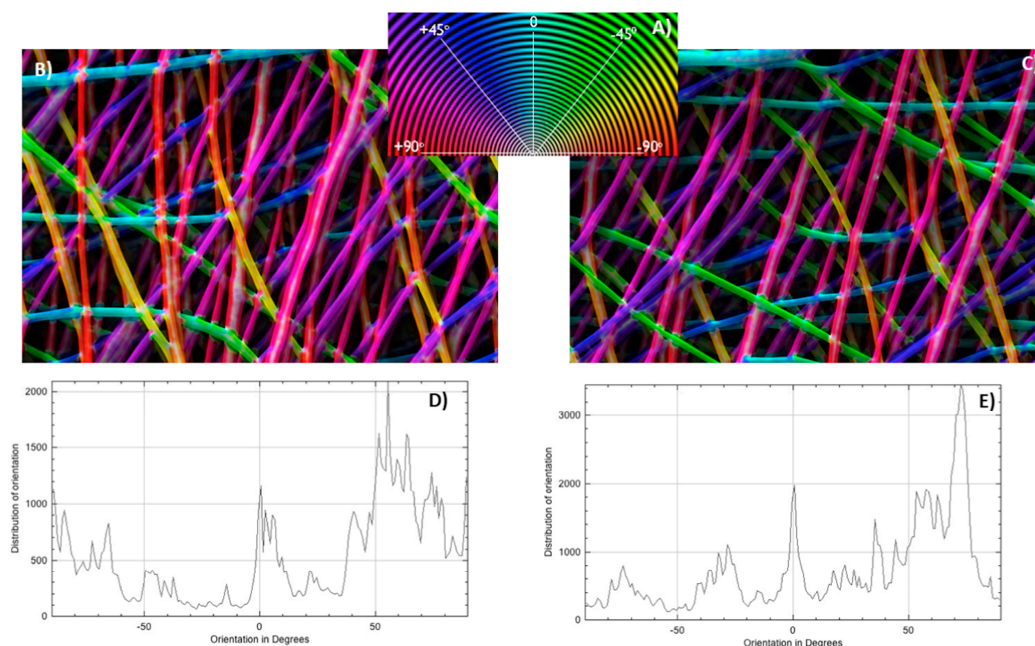 A)
+45°
0
-45°
+90°
-90°
B)
C)
D)
2000
1500
1000
500
0
-50
0
50
Distribution of orientation
Orientation in Degrees
E)
3000
2000
1000
0
-50
0
50
Distribution of orientation
Orientation in Degrees